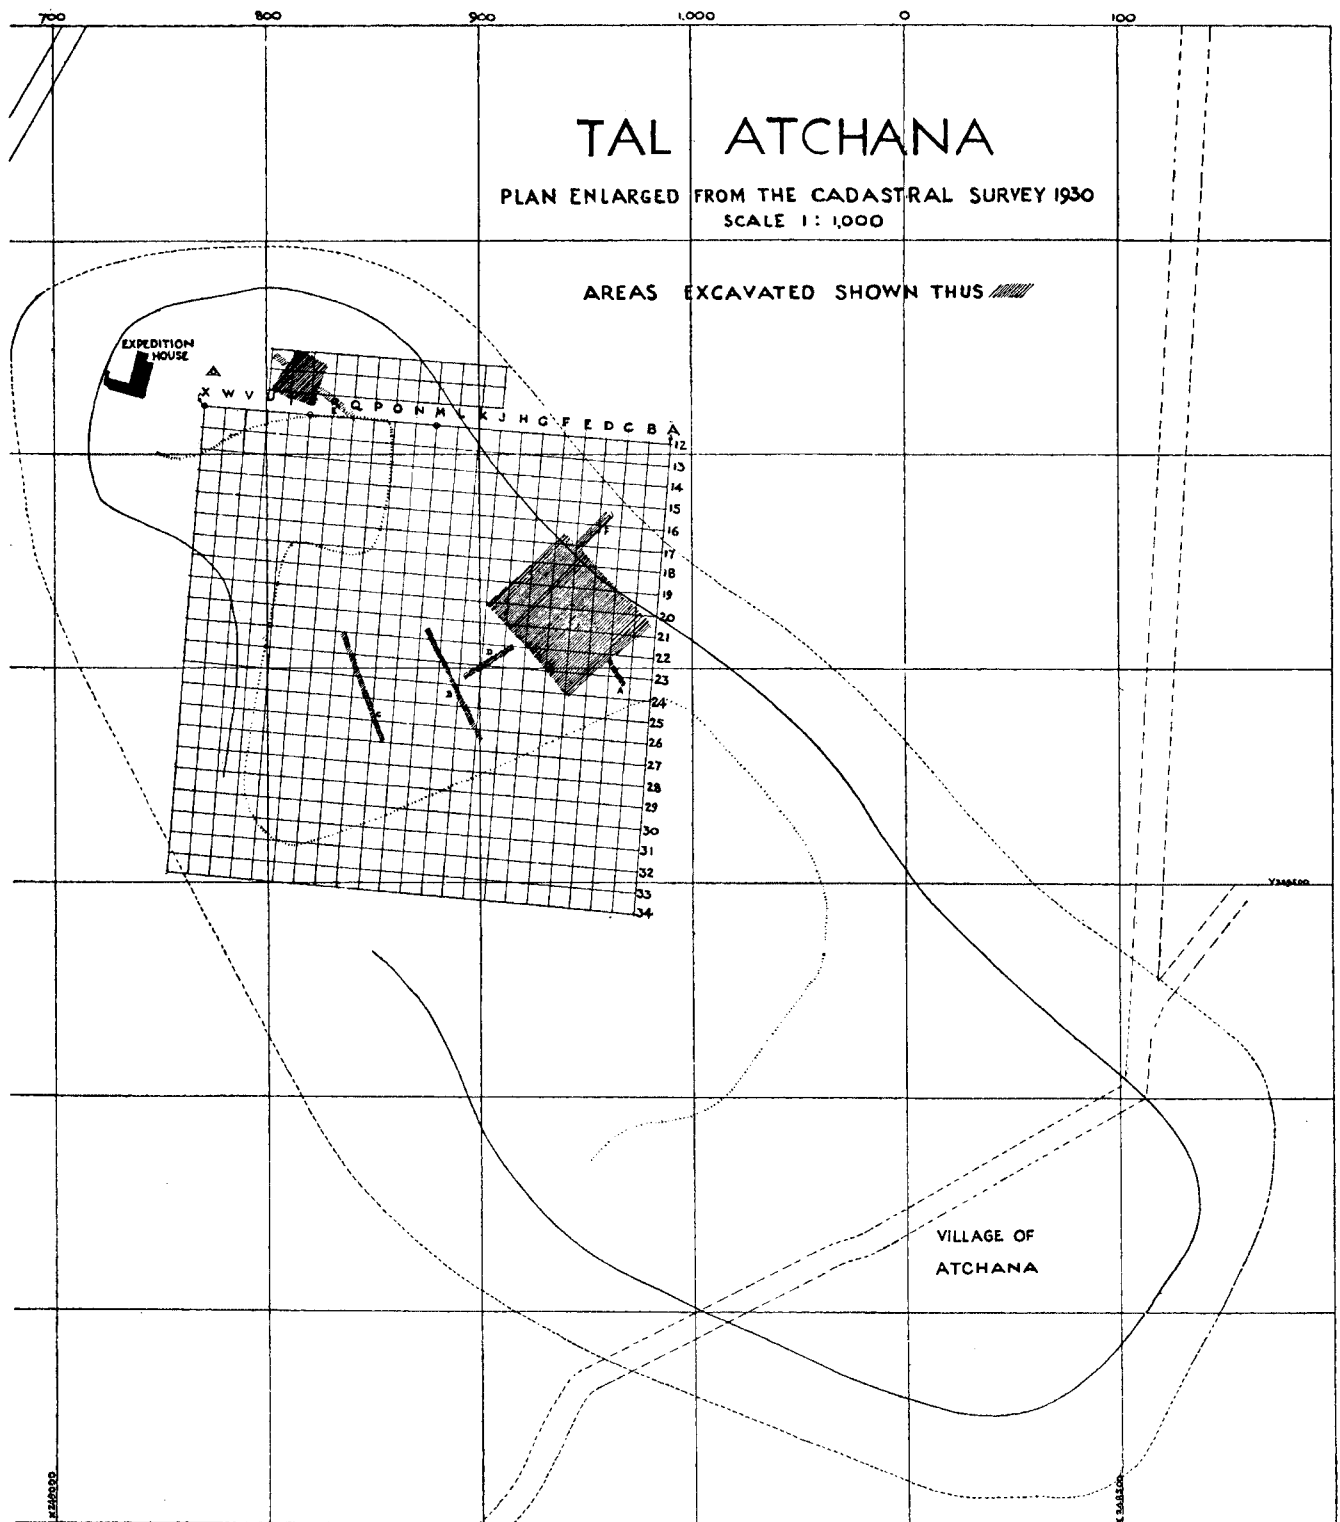 700 800 900 1,000 0 100
TAL ATCHANA
PLAN ENLARGED FROM THE CADASTRAL SURVEY 1930
SCALE 1 : 1,000
AREAS EXCAVATED SHOWN THUS
EXPEDITION
HOUSE
X W V U Q P O N M L K J H G F E D C B A
12
13
14
15
16
17
18
19
20
21
22
23
24
25
26
27
28
29
30
31
32
33
34
F
D
B
C
A
VILLAGE OF
ATCHANA